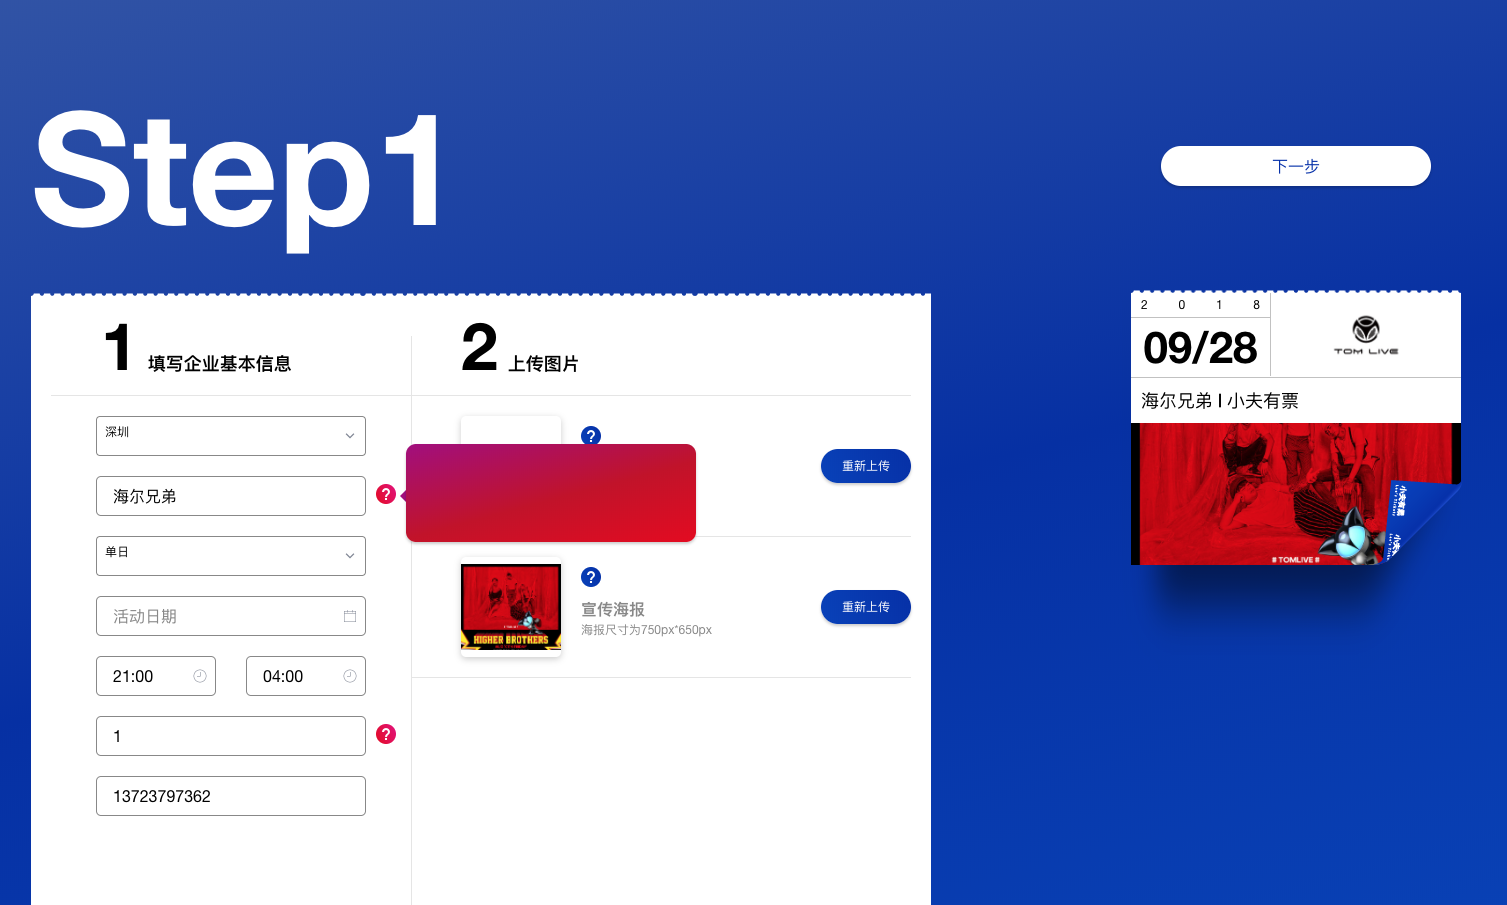 Step1
下一步
1 填写企业基本信息
2 上传图片
深圳
海尔兄弟
?
单日
活动日期
21:00
04:00
1
?
13723797362
?
重新上传
?
宣传海报
海报尺寸为750px*650px
重新上传
HIGHER BROTHERS
2 0 1 8
09/28
TOM LIVE
海尔兄弟 I 小夫有票
# TOMLIVE #
小夫有票